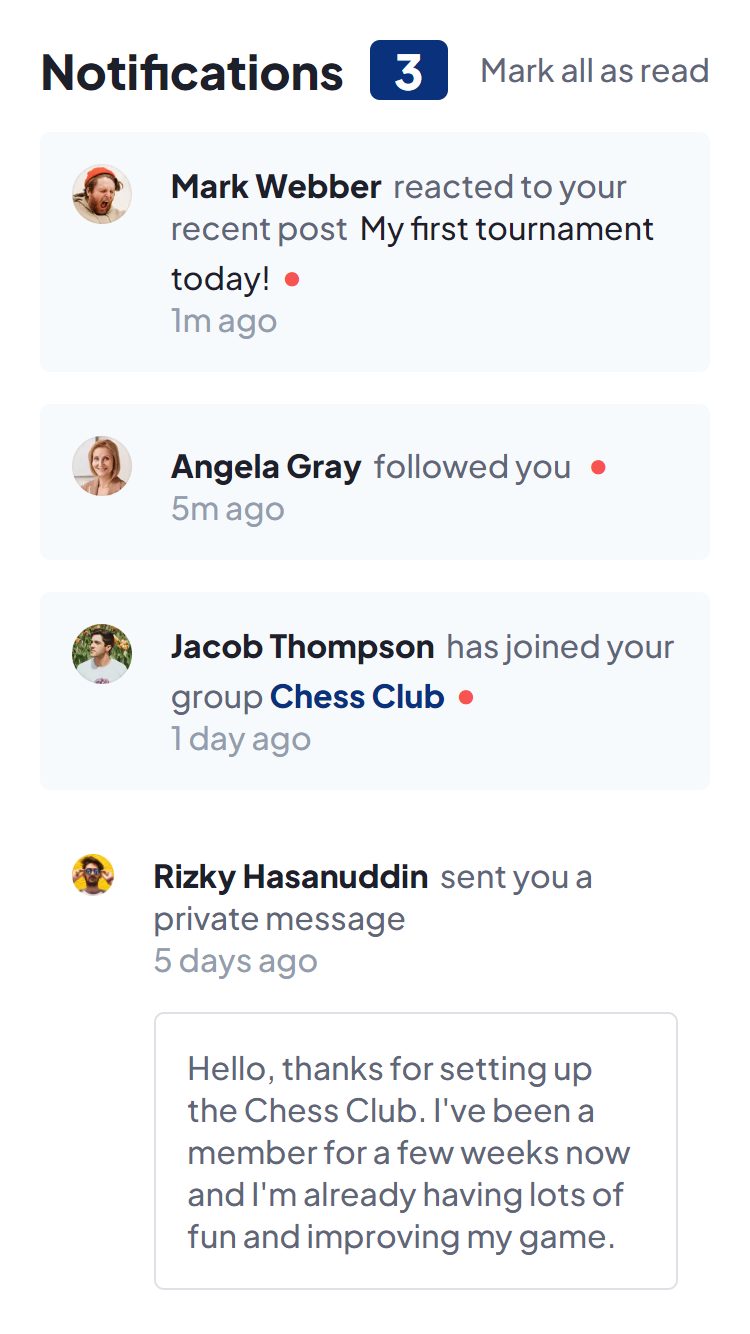 Notifications 3 Mark all as read
Mark Webber reacted to your
recent post My first tournament
today!
1m ago
Angela Gray followed you
5m ago
Jacob Thompson has joined your
group Chess Club
1 day ago
Rizky Hasanuddin sent you a
private message
5 days ago
Hello, thanks for setting up
the Chess Club. I've been a
member for a few weeks now
and I'm already having lots of
fun and improving my game.